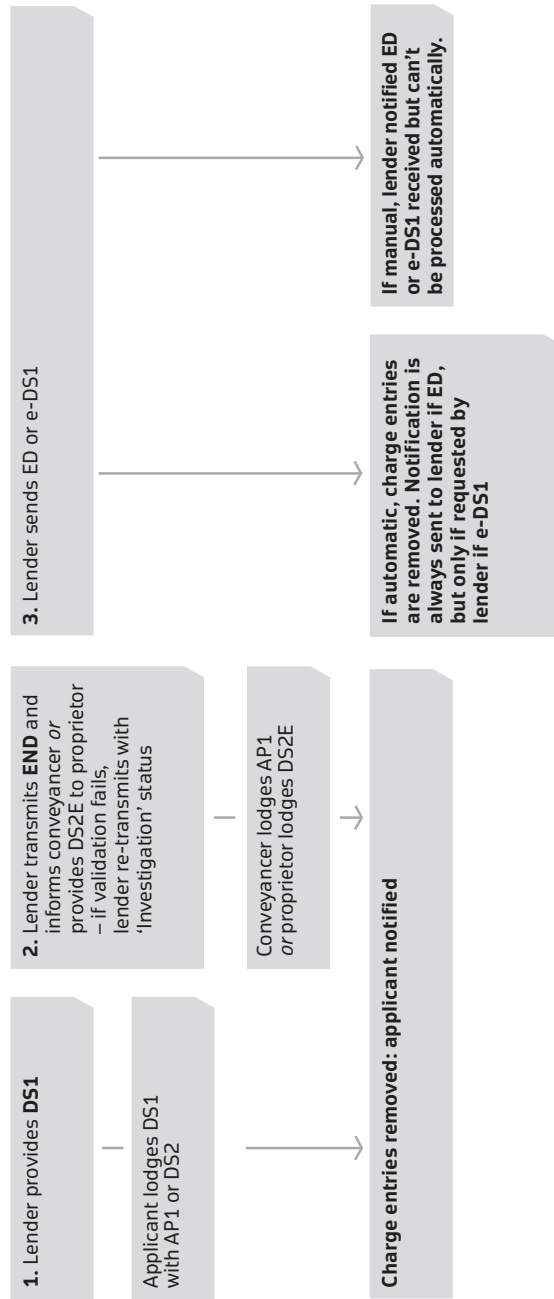 1. Lender provides DS1
Applicant lodges DS1
with AP1 or DS2
2. Lender transmits END and
informs conveyancer or
provides DS2E to proprietor
– if validation fails,
lender re-transmits with
‘Investigation’ status
Conveyancer lodges AP1
or proprietor lodges DS2E
Charge entries removed: applicant notified
3. Lender sends ED or e-DS1
If automatic, charge entries
are removed. Notification is
always sent to lender if ED,
but only if requested by
lender if e-DS1
If manual, lender notified ED
or e-DS1 received but can’t
be processed automatically.